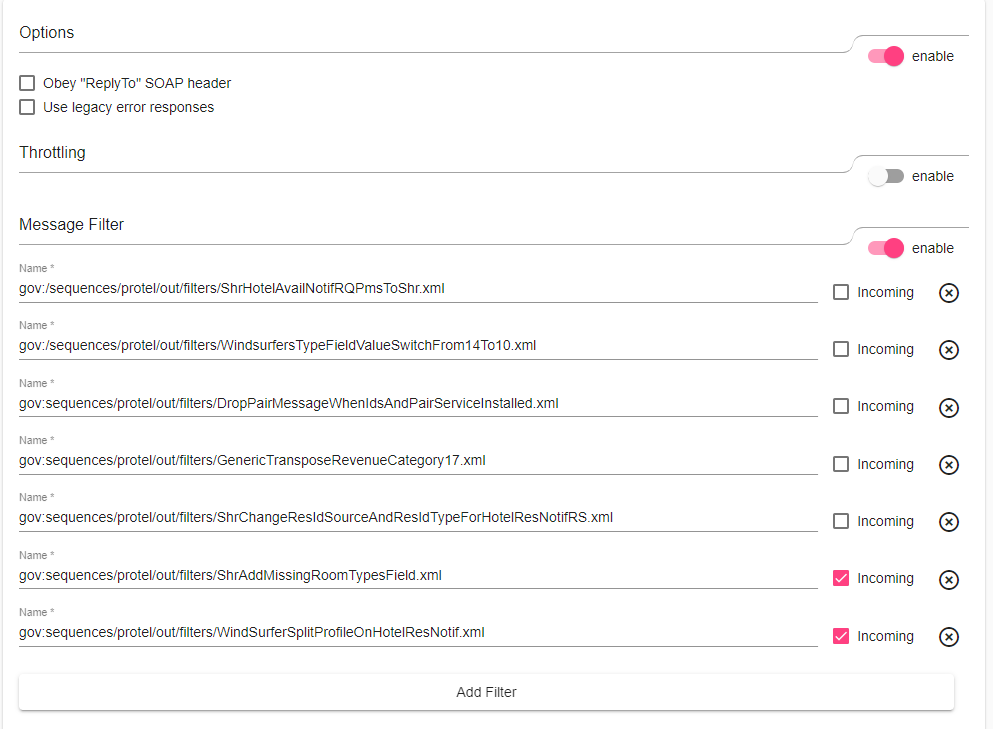 Options
enable
Obey "ReplyTo" SOAP header
Use legacy error responses
Throttling
enable
Message Filter
enable
Name *
gov:/sequences/protel/out/filters/ShrHotelAvailNotifRQPmsToShr.xml
Incoming
Name *
gov:/sequences/protel/out/filters/WindsurfersTypeFieldValueSwitchFrom14To10.xml
Incoming
Name *
gov:sequences/protel/out/filters/DropPairMessageWhenIdsAndPairServiceInstalled.xml
Incoming
Name *
gov:sequences/protel/out/filters/GenericTransposeRevenueCategory17.xml
Incoming
Name *
gov:sequences/protel/out/filters/ShrChangeResIdSourceAndResIdTypeForHotelResNotifRS.xml
Incoming
Name *
gov:sequences/protel/out/filters/ShrAddMissingRoomTypesField.xml
Incoming
Name *
gov:sequences/protel/out/filters/WindSurferSplitProfileOnHotelResNotif.xml
Incoming
Add Filter